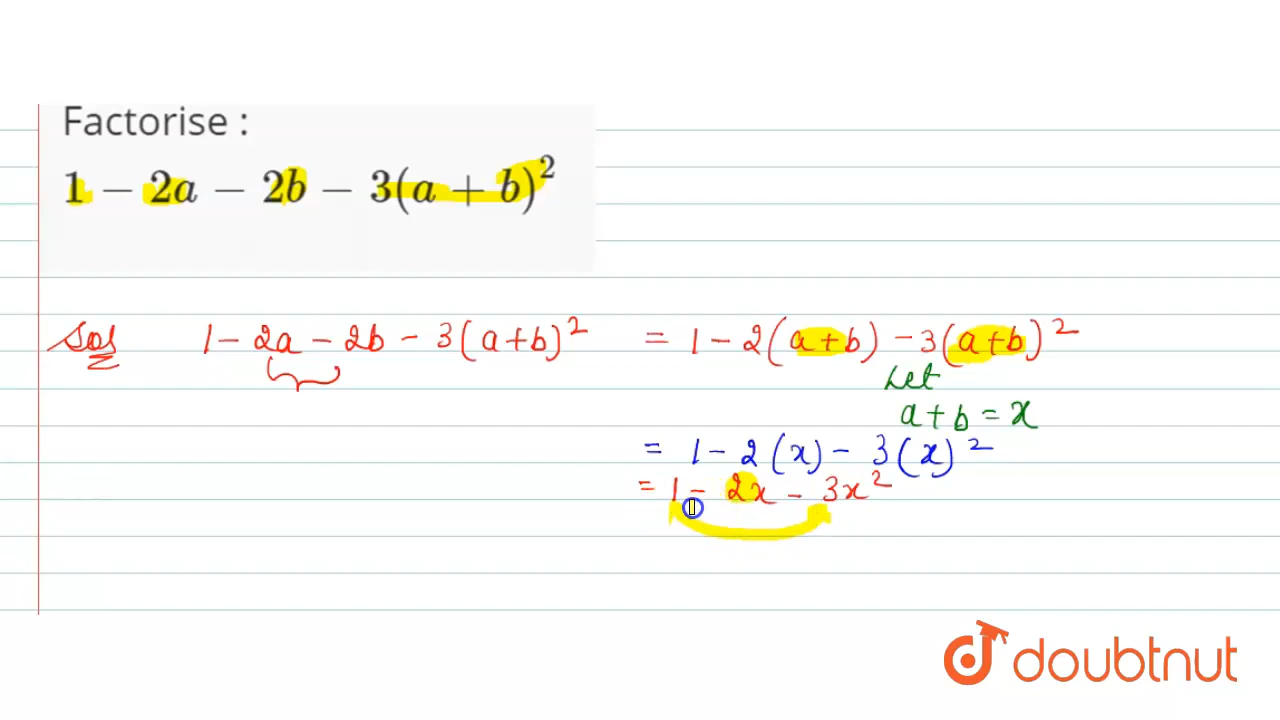 Factorise :
1 − 2a − 2b − 3(a + b)²
Sol 1 − 2a − 2b − 3(a+b)² = 1 − 2(a+b) − 3(a+b)²
Let
a+b = x
= 1 − 2(x) − 3(x)²
= 1 − 2x − 3x²
doubtnut